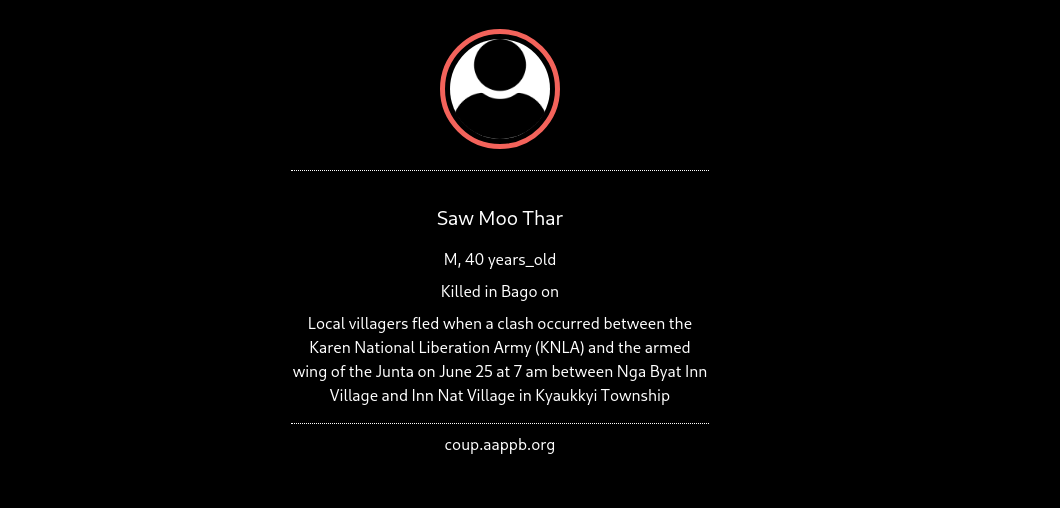 Saw Moo Thar
M, 40 years_old
Killed in Bago on
Local villagers fled when a clash occurred between the
Karen National Liberation Army (KNLA) and the armed
wing of the Junta on June 25 at 7 am between Nga Byat Inn
Village and Inn Nat Village in Kyaukkyi Township
coup.aappb.org